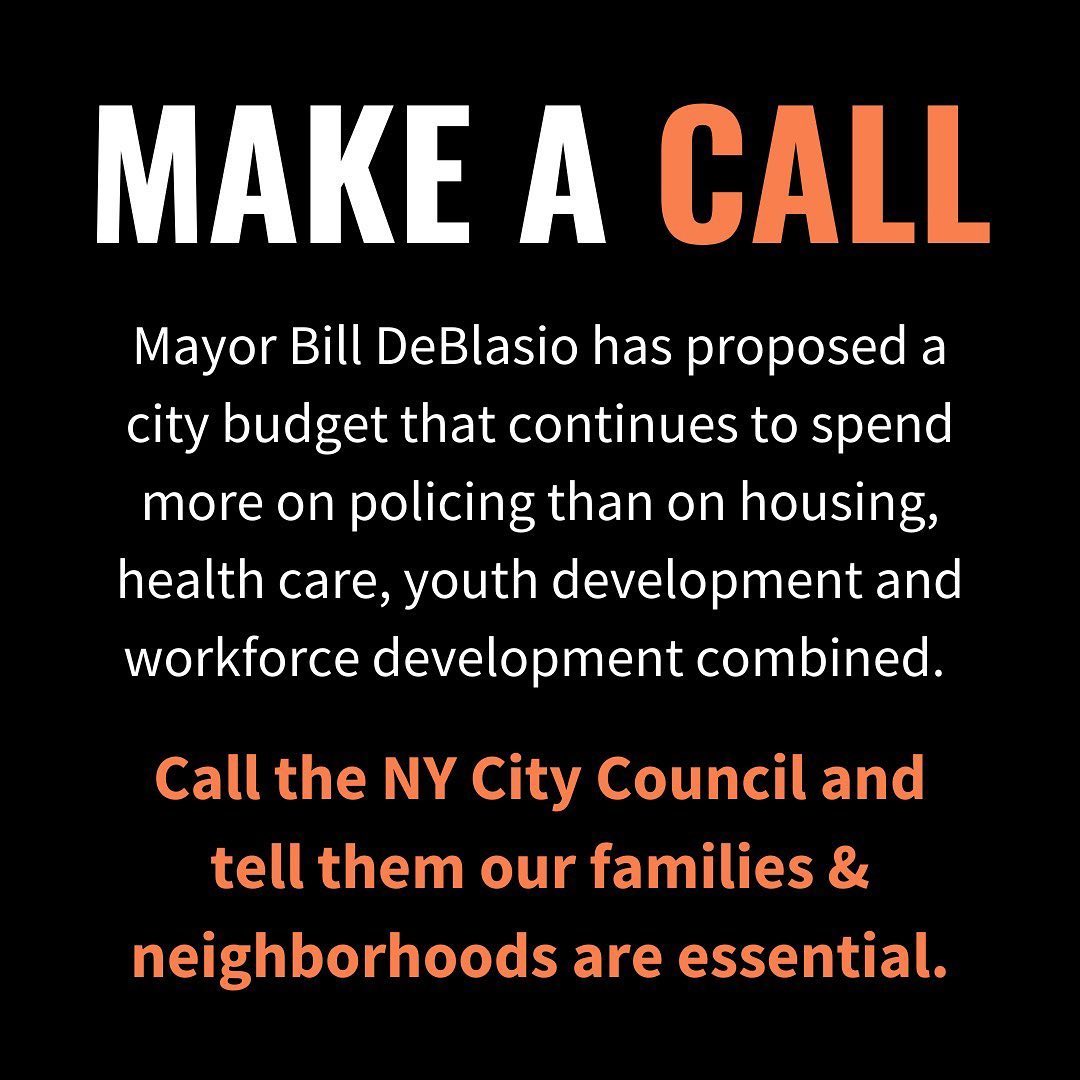 MAKE A CALL
Mayor Bill DeBlasio has proposed a
city budget that continues to spend
more on policing than on housing,
health care, youth development and
workforce development combined.
Call the NY City Council and
tell them our families &
neighborhoods are essential.